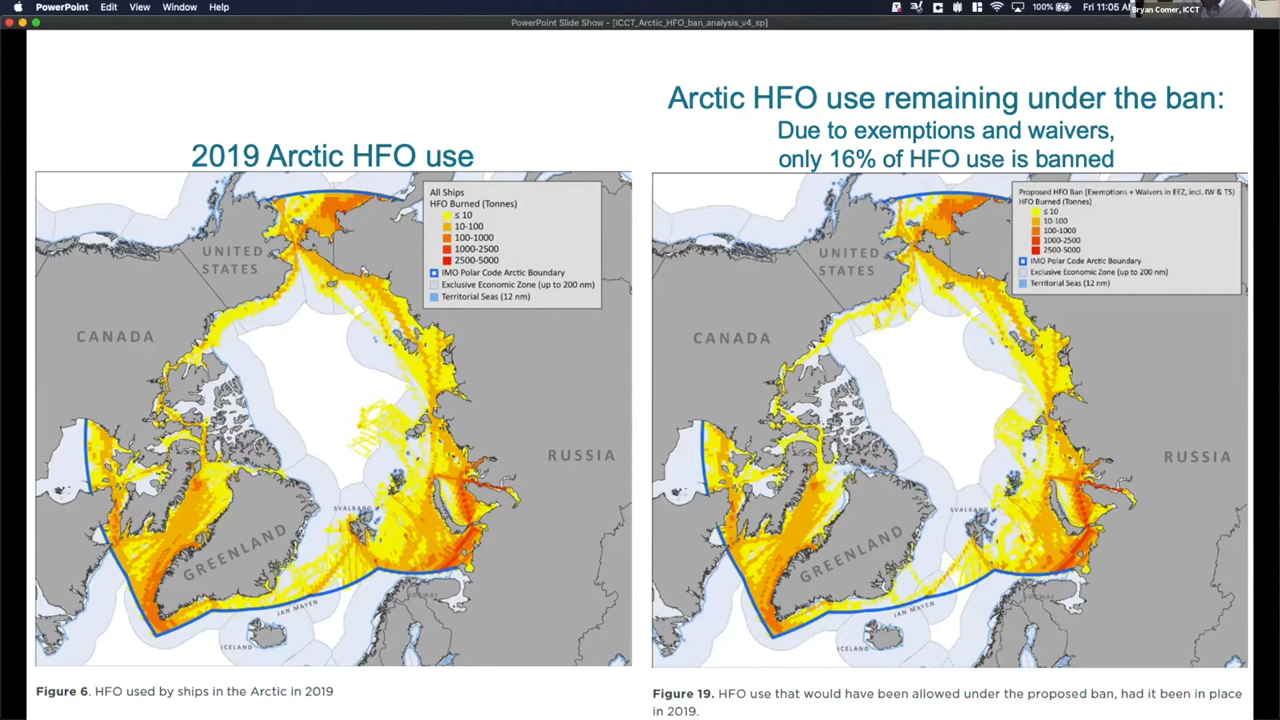 PowerPoint Edit View Window Help
100% Fri 11:05
Bryan Comer, ICCT
PowerPoint Slide Show - [ICCT_Arctic_HFO_ban_analysis_v4_sp]
2019 Arctic HFO use
All Ships
HFO Burned (Tonnes)
≤ 10
10-100
100-1000
1000-2500
2500-5000
IMO Polar Code Arctic Boundary
Exclusive Economic Zone (up to 200 nm)
Territorial Seas (12 nm)
UNITED
STATES
CANADA
RUSSIA
SVALBARD
GREENLAND
JAN MAYEN
NORWAY
ICELAND
Figure 6. HFO used by ships in the Arctic in 2019
Arctic HFO use remaining under the ban:
Due to exemptions and waivers,
only 16% of HFO use is banned
Proposed HFO Ban (Exemptions + Waivers in EEZ, incl. IW & TS)
HFO Burned (Tonnes)
≤ 10
10-100
100-1000
1000-2500
2500-5000
IMO Polar Code Arctic Boundary
Exclusive Economic Zone (up to 200 nm)
Territorial Seas (12 nm)
UNITED
STATES
CANADA
RUSSIA
SVALBARD
GREENLAND
JAN MAYEN
NORWAY
ICELAND
Figure 19. HFO use that would have been allowed under the proposed ban, had it been in place
in 2019.